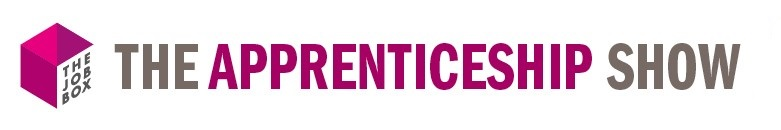 THE
JOB
BOX
THE APPRENTICESHIP SHOW